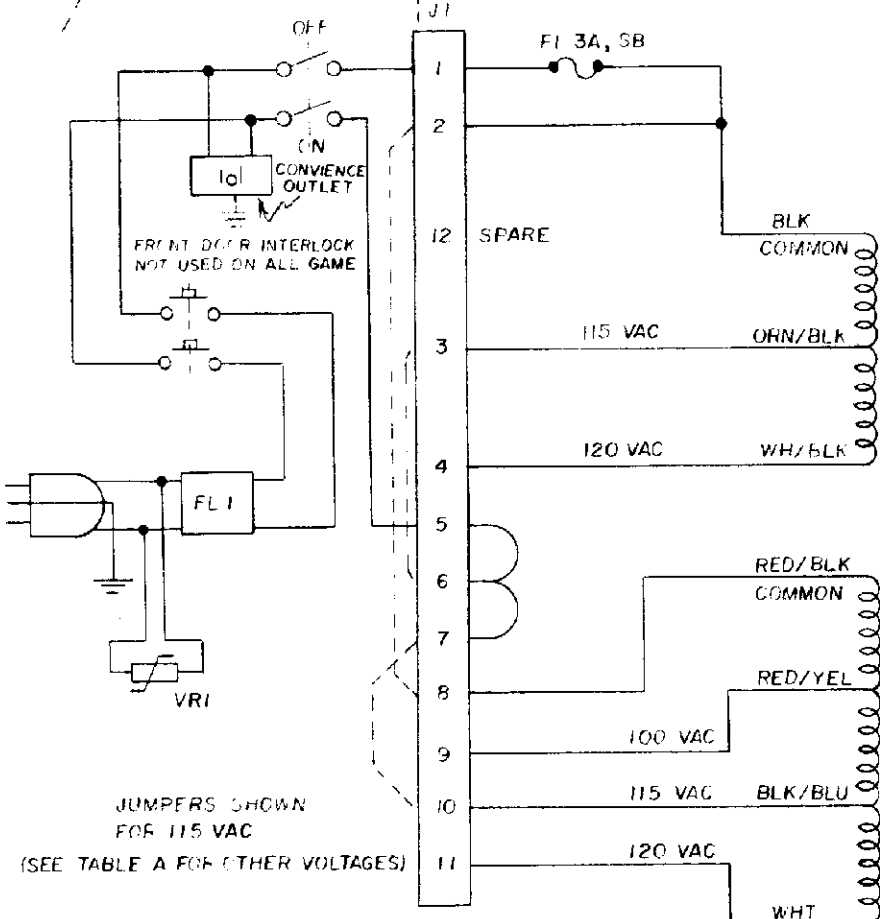 J1
OFF
F1 3A, SB
1
2
ON
CONVIENCE
OUTLET
12 SPARE
BLK
COMMON
FRONT DOOR INTERLOCK
NOT USED ON ALL GAME
3
115 VAC
ORN/BLK
4
120 VAC
WH/BLK
FL 1
5
6
RED/BLK
COMMON
7
RED/YEL
8
VR1
9
100 VAC
JUMPERS SHOWN
FOR 115 VAC
(SEE TABLE A FOR OTHER VOLTAGES)
10
115 VAC
BLK/BLU
11
120 VAC
WHT